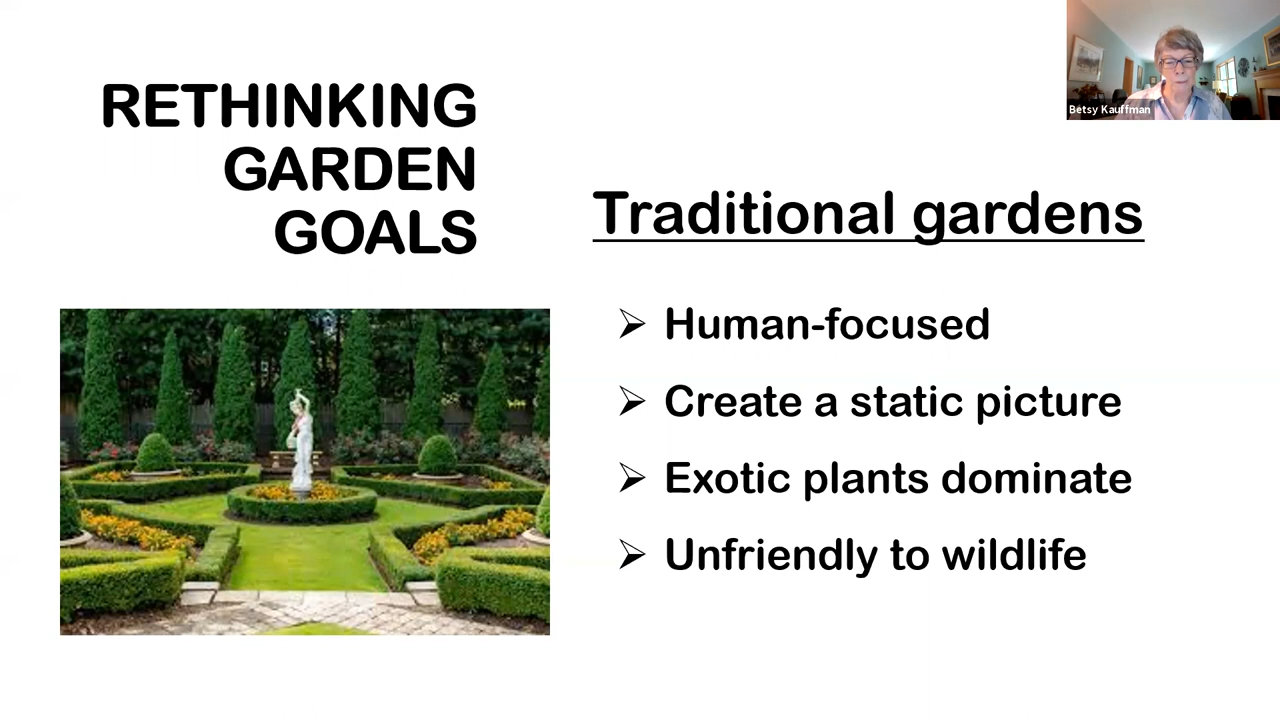 RETHINKING
GARDEN
GOALS
Betsy Kauffman
Traditional gardens
Human-focused
Create a static picture
Exotic plants dominate
Unfriendly to wildlife